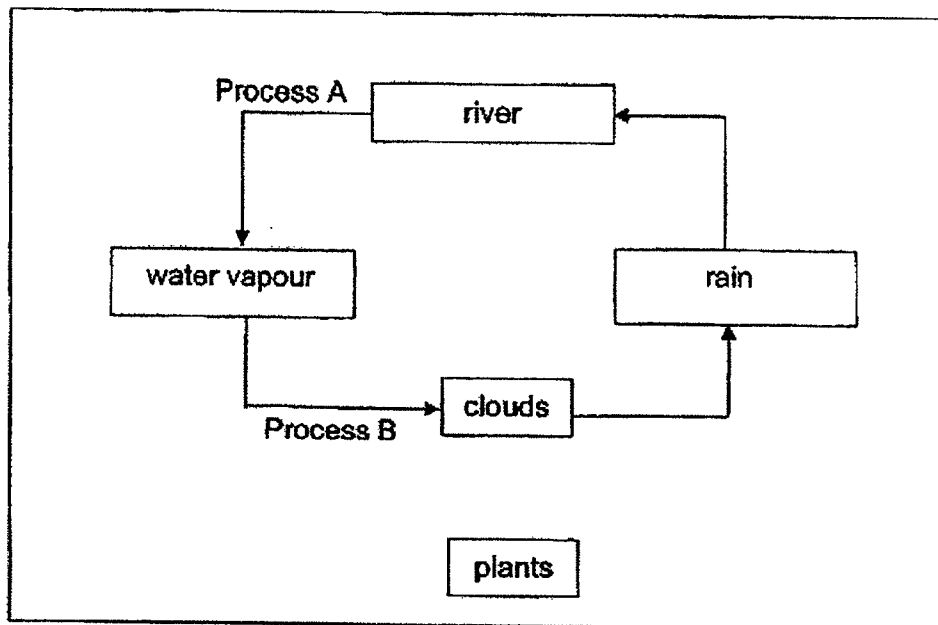 Process A
river
water vapour
rain
clouds
Process B
plants